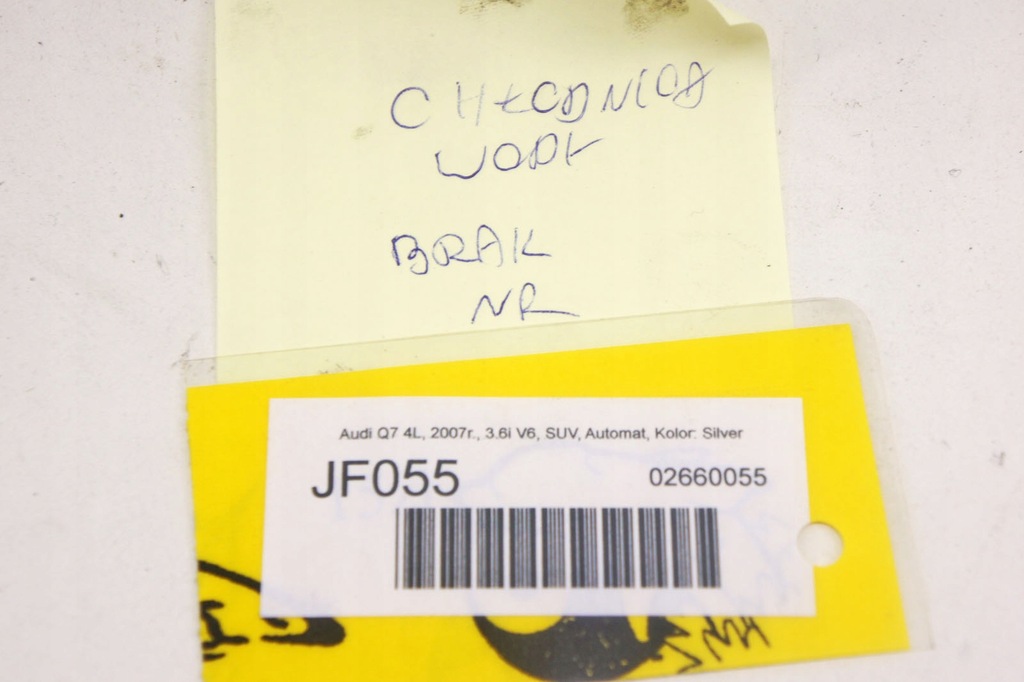 CHŁODNICA
WODY
BRAK
NR
Audi Q7 4L, 2007r., 3.6i V6, SUV, Automat, Kolor: Silver
JF055
02660055